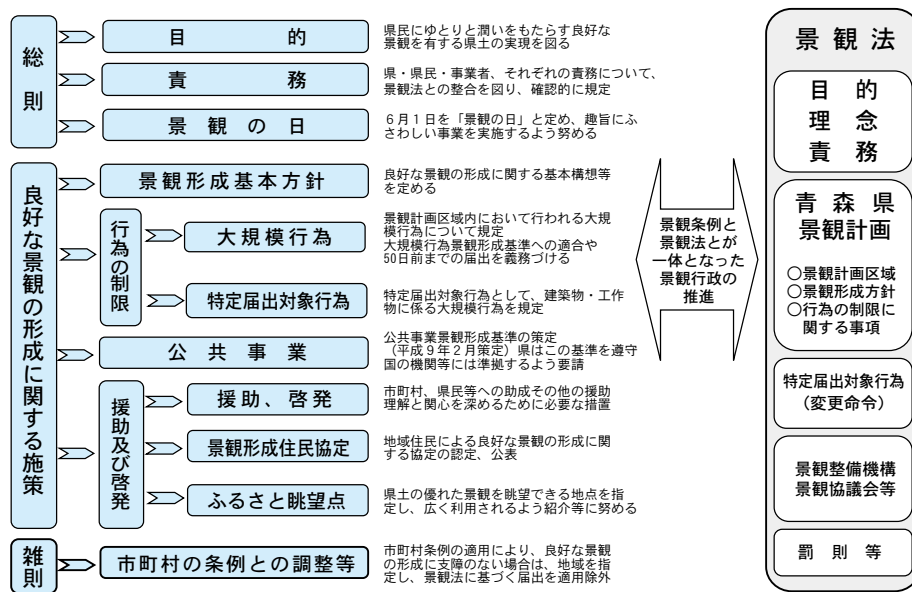 総則
目的
県民にゆとりと潤いをもたらす良好な
景観を有する県土の実現を図る
責務
県・県民・事業者、それぞれの責務について、
景観法との整合を図り、確認的に規定
景観の日
6月1日を「景観の日」と定め、趣旨にふ
さわしい事業を実施するよう努める
良好な景観の形成に関する施策
景観形成基本方針
良好な景観の形成に関する基本構想等
を定める
行為の制限
大規模行為
景観計画区域内において行われる大規
模行為について規定
大規模行為景観形成基準への適合や
50日前までの届出を義務づける
特定届出対象行為
特定届出対象行為として、建築物・工作
物に係る大規模行為を規定
公共事業
公共事業景観形成基準の策定
(平成9年2月策定)県はこの基準を遵守
国の機関等には準拠するよう要請
援助及び啓発
援助、啓発
市町村、県民等への助成その他の援助
理解と関心を深めるために必要な措置
景観形成住民協定
地域住民による良好な景観の形成に関
する協定の認定、公表
ふるさと眺望点
県土の優れた景観を眺望できる地点を指
定し、広く利用されるよう紹介等に努める
雑則
市町村の条例との調整等
市町村条例の適用により、良好な景観
の形成に支障のない場合は、地域を指
定し、景観法に基づく届出を適用除外
景観条例と
景観法とが
一体となった
景観行政の
推進
景観法
目的
理念
責務
青森県
景観計画
○景観計画区域
○景観形成方針
○行為の制限に
関する事項
特定届出対象行為
(変更命令)
景観整備機構
景観協議会等
罰則等